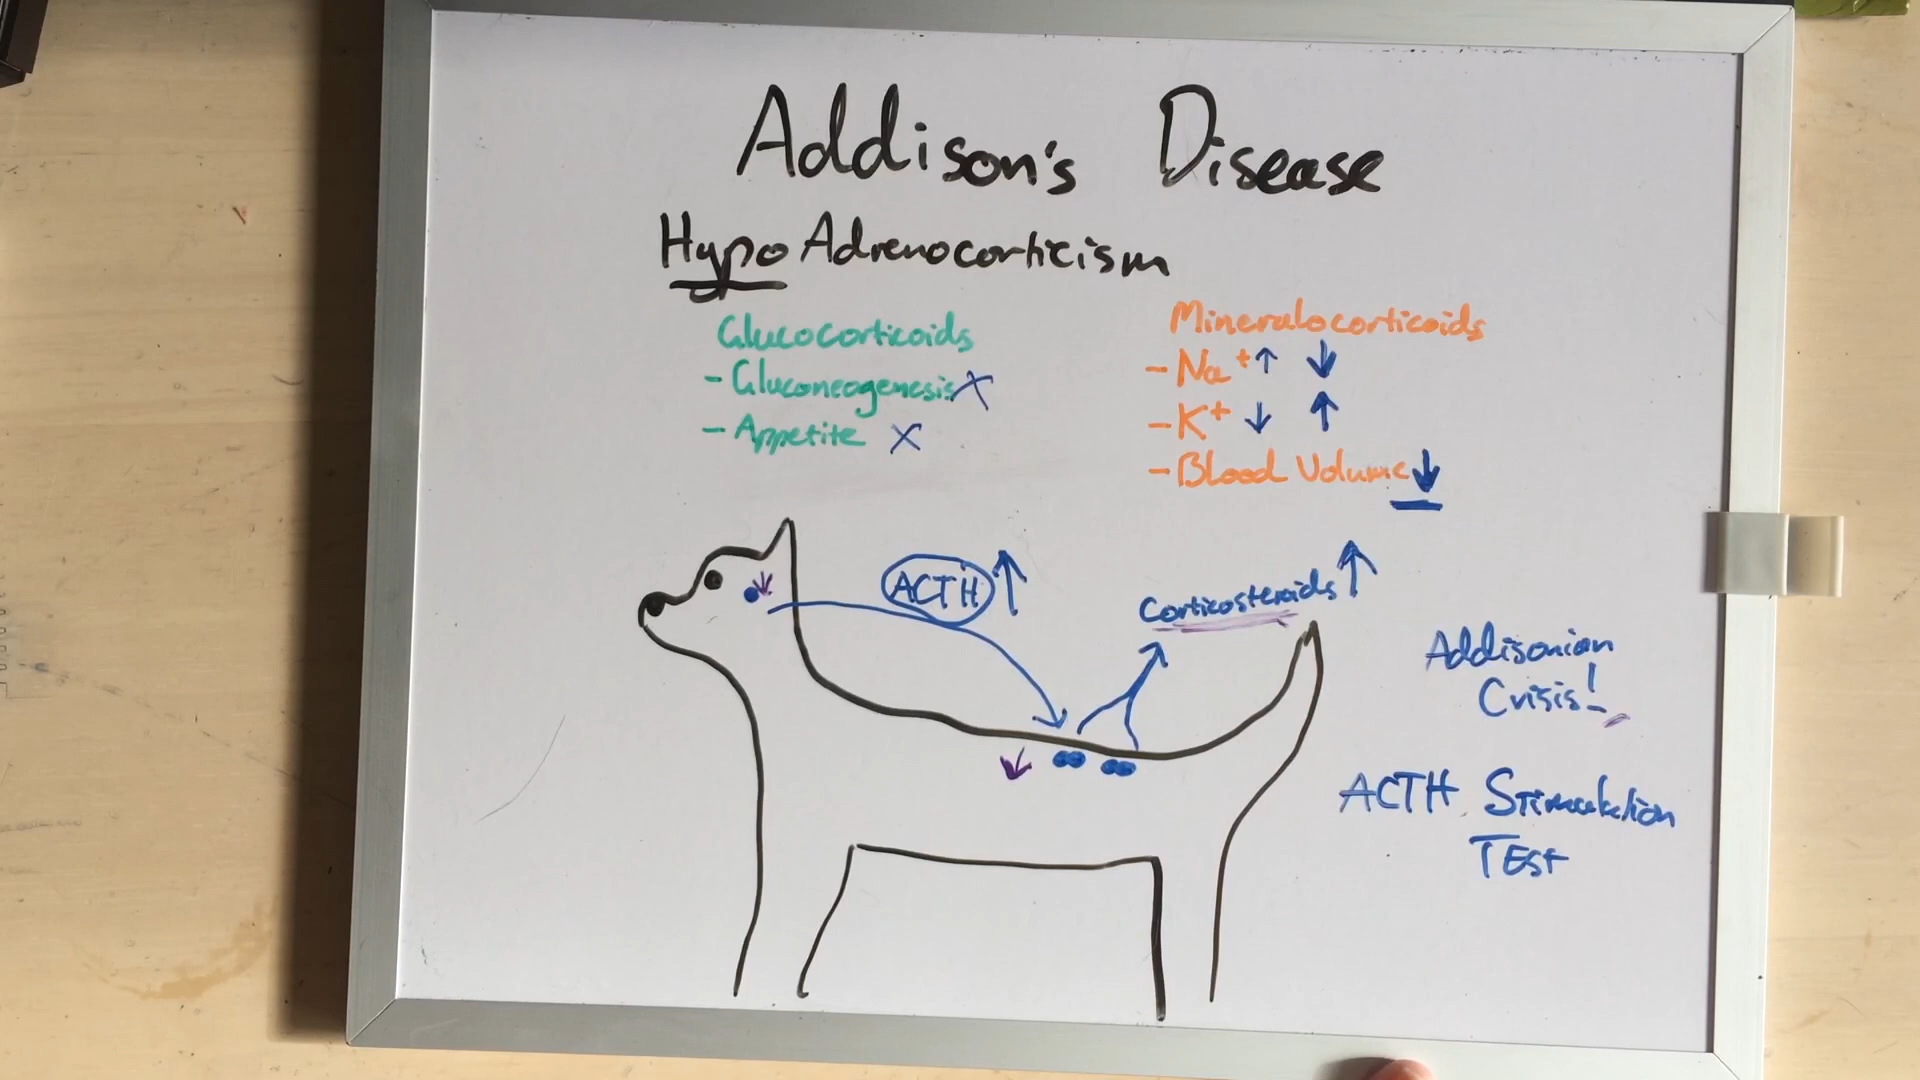 Addison's Disease
Hypo Adrenocorticism
Glucocorticoids
- Gluconeogenesis X
- Appetite X
Mineralocorticoids
- Na+ ↑ ↓
- K+ ↓ ↑
- Blood Volume ↓
ACTH ↑
Corticosteroids ↑
Addisonian
Crisis!
ACTH Stimulation
TEST